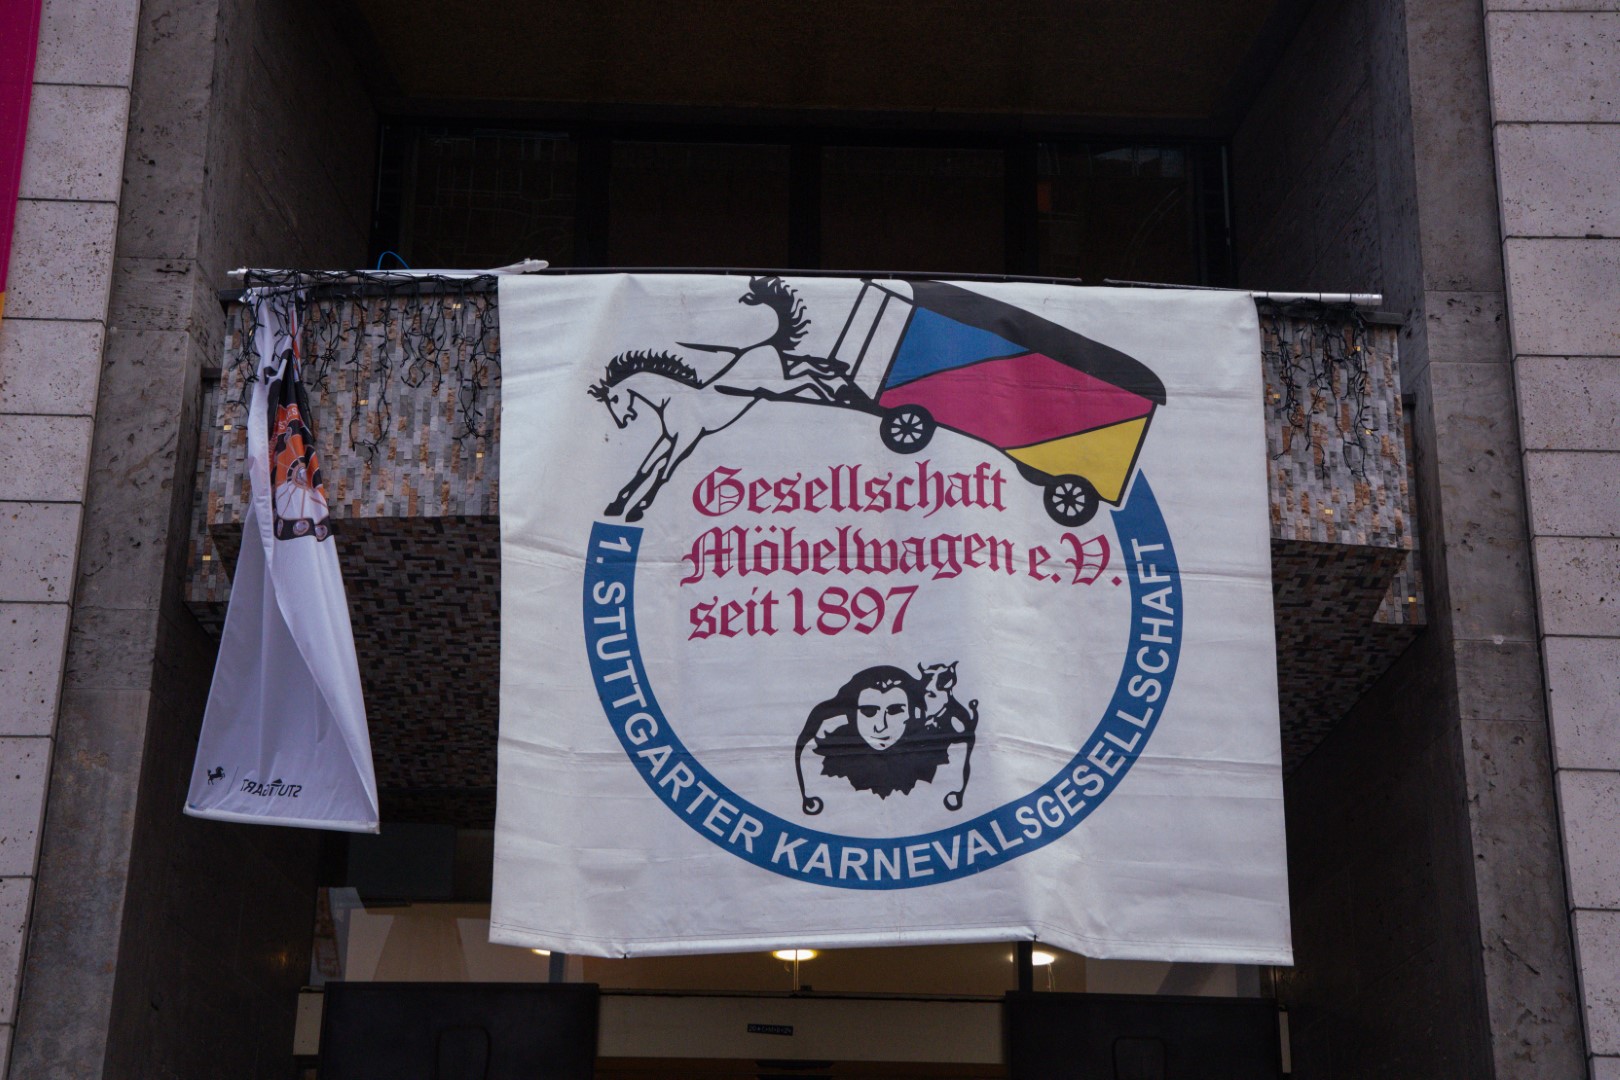 Gesellschaft
Möbelwagen e.V.
seit 1897
1. STUTTGARTER KARNEVALSGESELLSCHAFT
STUTTGART